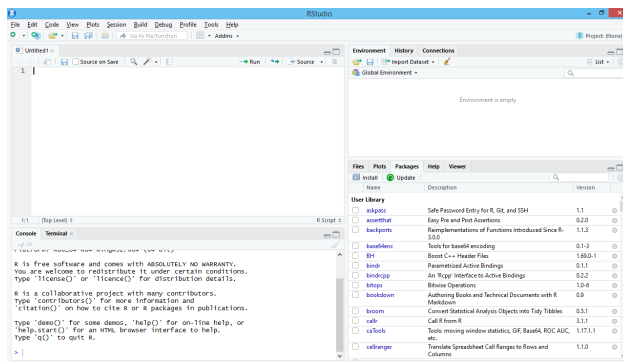 RStudio
File Edit Code View Plots Session Build Debug Profile Tools Help
Go to file/function Addins Project: (None)
Untitled1
Source on Save Run Source
1
1:1 (Top Level) R Script
Console Terminal
~/
R is free software and comes with ABSOLUTELY NO WARRANTY.
You are welcome to redistribute it under certain conditions.
Type 'license()' or 'licence()' for distribution details.
R is a collaborative project with many contributors.
Type 'contributors()' for more information and
'citation()' on how to cite R or R packages in publications.
Type 'demo()' for some demos, 'help()' for on-line help, or
'help.start()' for an HTML browser interface to help.
Type 'q()' to quit R.
>
Environment History Connections
Import Dataset List
Global Environment
Environment is empty
Files Plots Packages Help Viewer
Install Update
Name Description Version
User Library
askpass Safe Password Entry for R, Git, and SSH 1.1
assertthat Easy Pre and Post Assertions 0.2.0
backports Reimplementations of Functions Introduced Since R- 1.1.3
3.0.0
base64enc Tools for base64 encoding 0.1-3
BH Boost C++ Header Files 1.69.0-1
bindr Parametrized Active Bindings 0.1.1
bindrcpp An 'Rcpp' Interface to Active Bindings 0.2.2
bitops Bitwise Operations 1.0-6
bookdown Authoring Books and Technical Documents with R 0.9
Markdown
broom Convert Statistical Analysis Objects into Tidy Tibbles 0.5.1
callr Call R from R 3.1.1
caTools Tools: moving window statistics, GIF, Base64, ROC AUC, 1.17.1.1
etc.
cellranger Translate Spreadsheet Cell Ranges to Rows and 1.1.0
Columns